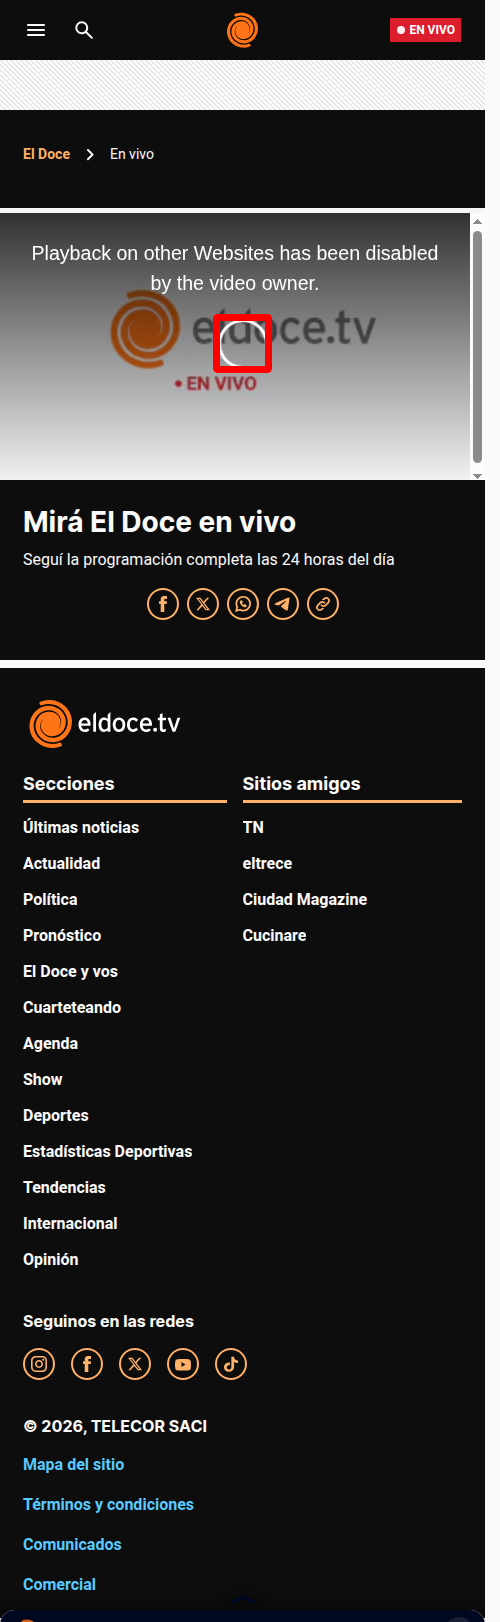 EN VIVO
El Doce > En vivo
Playback on other Websites has been disabled
by the video owner.
eldoce.tv
• EN VIVO
Mirá El Doce en vivo
Seguí la programación completa las 24 horas del día
eldoce.tv
Secciones
Últimas noticias
Actualidad
Política
Pronóstico
El Doce y vos
Cuarteteando
Agenda
Show
Deportes
Estadísticas Deportivas
Tendencias
Internacional
Opinión
Sitios amigos
TN
eltrece
Ciudad Magazine
Cucinare
Seguinos en las redes
© 2026, TELECOR SACI
Mapa del sitio
Términos y condiciones
Comunicados
Comercial